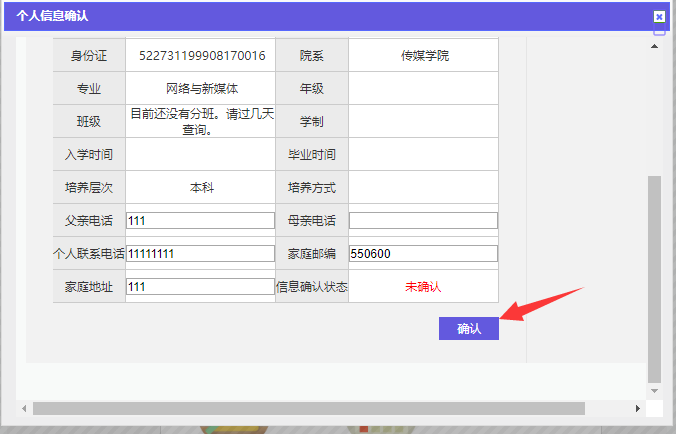 个人信息确认
身份证 522731199908170016 院系 传媒学院
专业 网络与新媒体 年级
班级 目前还没有分班。请过几天查询。 学制
入学时间 毕业时间
培养层次 本科 培养方式
父亲电话 111 母亲电话
个人联系电话 11111111 家庭邮编 550600
家庭地址 111 信息确认状态 未确认
确认